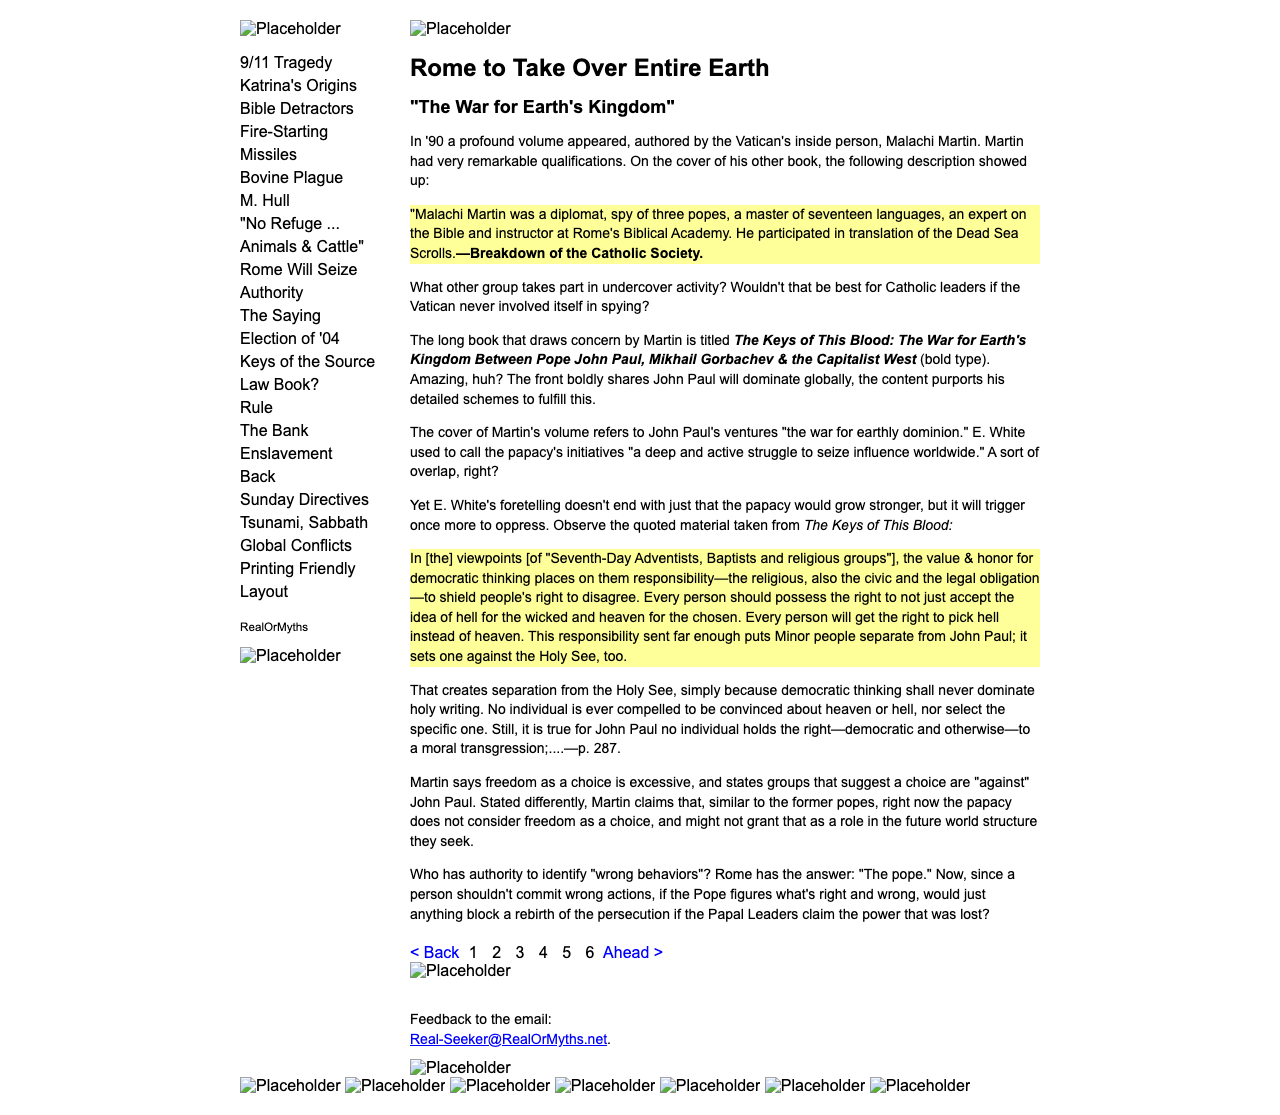 Placeholder
9/11 Tragedy
Katrina's Origins
Bible Detractors
Fire-Starting
Missiles
Bovine Plague
M. Hull
"No Refuge ...
Animals & Cattle"
Rome Will Seize
Authority
The Saying
Election of '04
Keys of the Source
Law Book?
Rule
The Bank
Enslavement
Back
Sunday Directives
Tsunami, Sabbath
Global Conflicts
Printing Friendly
Layout
RealOrMyths
Placeholder
Placeholder
Rome to Take Over Entire Earth
"The War for Earth's Kingdom"
In '90 a profound volume appeared, authored by the Vatican's inside person, Malachi Martin. Martin
had very remarkable qualifications. On the cover of his other book, the following description showed
up:
"Malachi Martin was a diplomat, spy of three popes, a master of seventeen languages, an expert on
the Bible and instructor at Rome's Biblical Academy. He participated in translation of the Dead Sea
Scrolls.—Breakdown of the Catholic Society.
What other group takes part in undercover activity? Wouldn't that be best for Catholic leaders if the
Vatican never involved itself in spying?
The long book that draws concern by Martin is titled The Keys of This Blood: The War for Earth's
Kingdom Between Pope John Paul, Mikhail Gorbachev & the Capitalist West (bold type).
Amazing, huh? The front boldly shares John Paul will dominate globally, the content purports his
detailed schemes to fulfill this.
The cover of Martin's volume refers to John Paul's ventures "the war for earthly dominion." E. White
used to call the papacy's initiatives "a deep and active struggle to seize influence worldwide." A sort of
overlap, right?
Yet E. White's foretelling doesn't end with just that the papacy would grow stronger, but it will trigger
once more to oppress. Observe the quoted material taken from The Keys of This Blood:
In [the] viewpoints [of "Seventh-Day Adventists, Baptists and religious groups"], the value & honor for
democratic thinking places on them responsibility—the religious, also the civic and the legal obligation
—to shield people's right to disagree. Every person should possess the right to not just accept the
idea of hell for the wicked and heaven for the chosen. Every person will get the right to pick hell
instead of heaven. This responsibility sent far enough puts Minor people separate from John Paul; it
sets one against the Holy See, too.
That creates separation from the Holy See, simply because democratic thinking shall never dominate
holy writing. No individual is ever compelled to be convinced about heaven or hell, nor select the
specific one. Still, it is true for John Paul no individual holds the right—democratic and otherwise—to
a moral transgression;....—p. 287.
Martin says freedom as a choice is excessive, and states groups that suggest a choice are "against"
John Paul. Stated differently, Martin claims that, similar to the former popes, right now the papacy
does not consider freedom as a choice, and might not grant that as a role in the future world structure
they seek.
Who has authority to identify "wrong behaviors"? Rome has the answer: "The pope." Now, since a
person shouldn't commit wrong actions, if the Pope figures what's right and wrong, would just
anything block a rebirth of the persecution if the Papal Leaders claim the power that was lost?
< Back 1 2 3 4 5 6 Ahead >
Placeholder
Feedback to the email:
Real-Seeker@RealOrMyths.net.
Placeholder
Placeholder Placeholder Placeholder Placeholder Placeholder Placeholder Placeholder